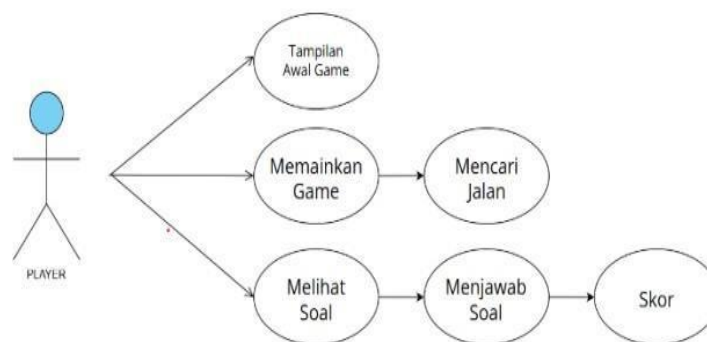 Tampilan
Awal Game
Memainkan
Game
Mencari
Jalan
PLAYER
Melihat
Soal
Menjawab
Soal
Skor